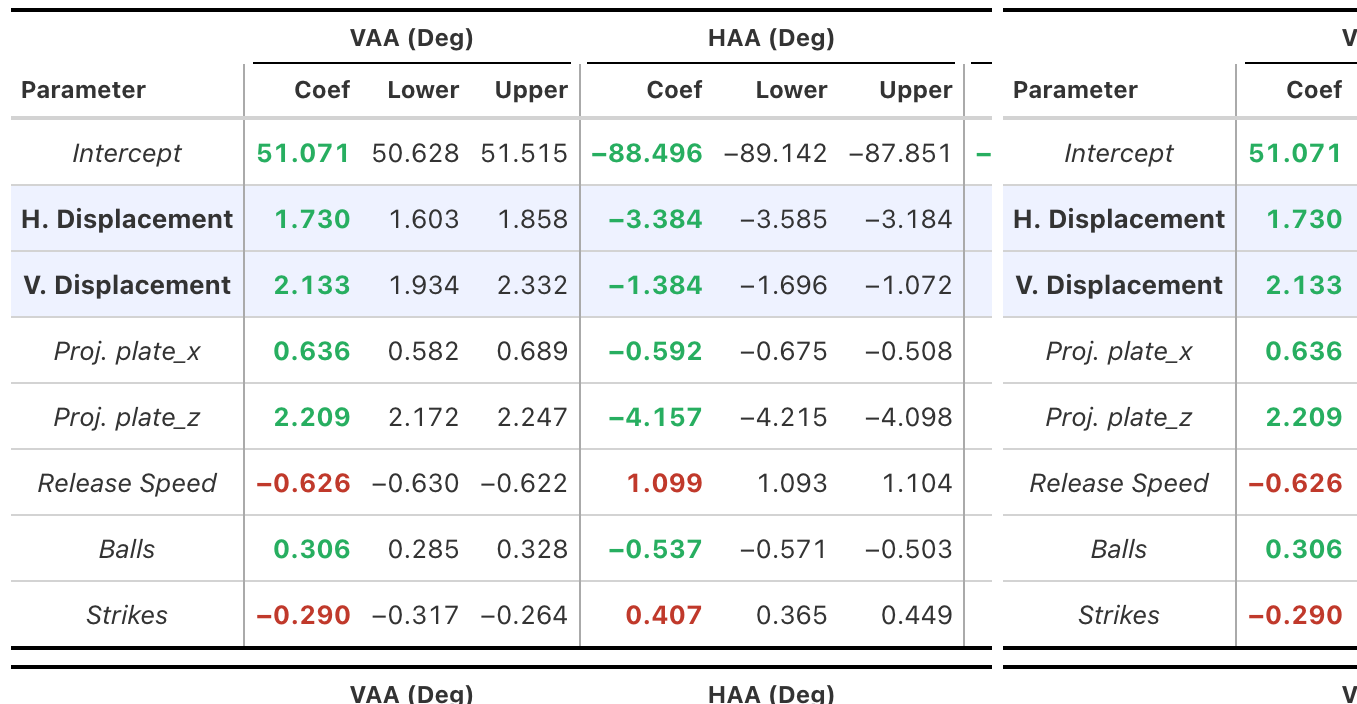 VAA (Deg) HAA (Deg)
Parameter Coef Lower Upper Coef Lower Upper
Intercept 51.071 50.628 51.515 −88.496 −89.142 −87.851 −
H. Displacement 1.730 1.603 1.858 −3.384 −3.585 −3.184
V. Displacement 2.133 1.934 2.332 −1.384 −1.696 −1.072
Proj. plate_x 0.636 0.582 0.689 −0.592 −0.675 −0.508
Proj. plate_z 2.209 2.172 2.247 −4.157 −4.215 −4.098
Release Speed −0.626 −0.630 −0.622 1.099 1.093 1.104
Balls 0.306 0.285 0.328 −0.537 −0.571 −0.503
Strikes −0.290 −0.317 −0.264 0.407 0.365 0.449
V
Parameter Coef
Intercept 51.071
H. Displacement 1.730
V. Displacement 2.133
Proj. plate_x 0.636
Proj. plate_z 2.209
Release Speed −0.626
Balls 0.306
Strikes −0.290
VAA (Deg) HAA (Deg)
V